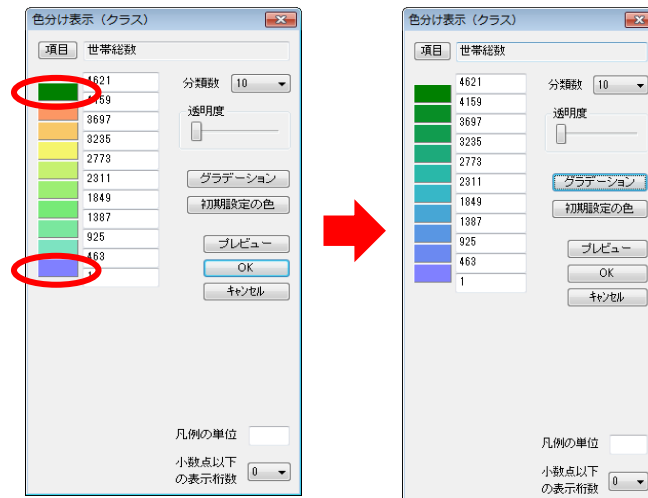 色分け表示（クラス）
項目 世帯総数
4621
4159
3697
3235
2773
2311
1849
1387
925
463
1
分類数 10
透明度
グラデーション
初期設定の色
プレビュー
OK
キャンセル
凡例の単位
小数点以下
の表示桁数 0
色分け表示（クラス）
項目 世帯総数
4621
4159
3697
3235
2773
2311
1849
1387
925
463
1
分類数 10
透明度
グラデーション
初期設定の色
プレビュー
OK
キャンセル
凡例の単位
小数点以下
の表示桁数 0